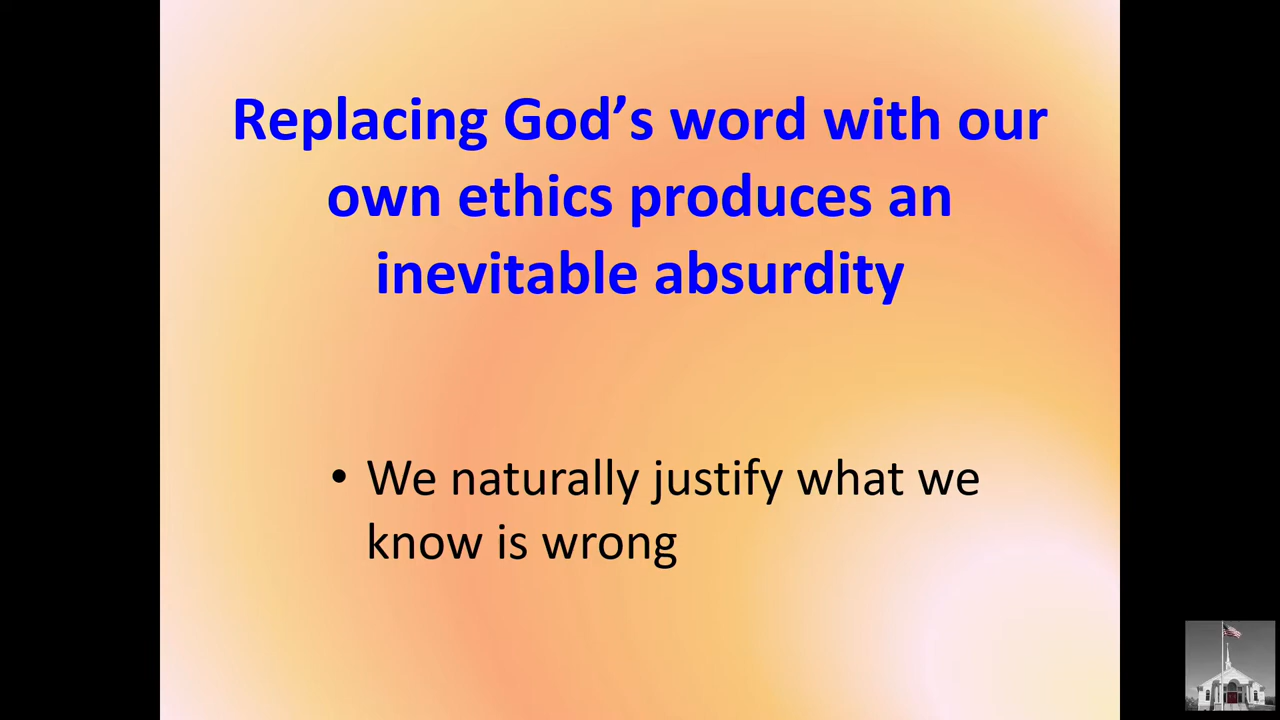 Replacing God’s word with our
own ethics produces an
inevitable absurdity
• We naturally justify what we
know is wrong